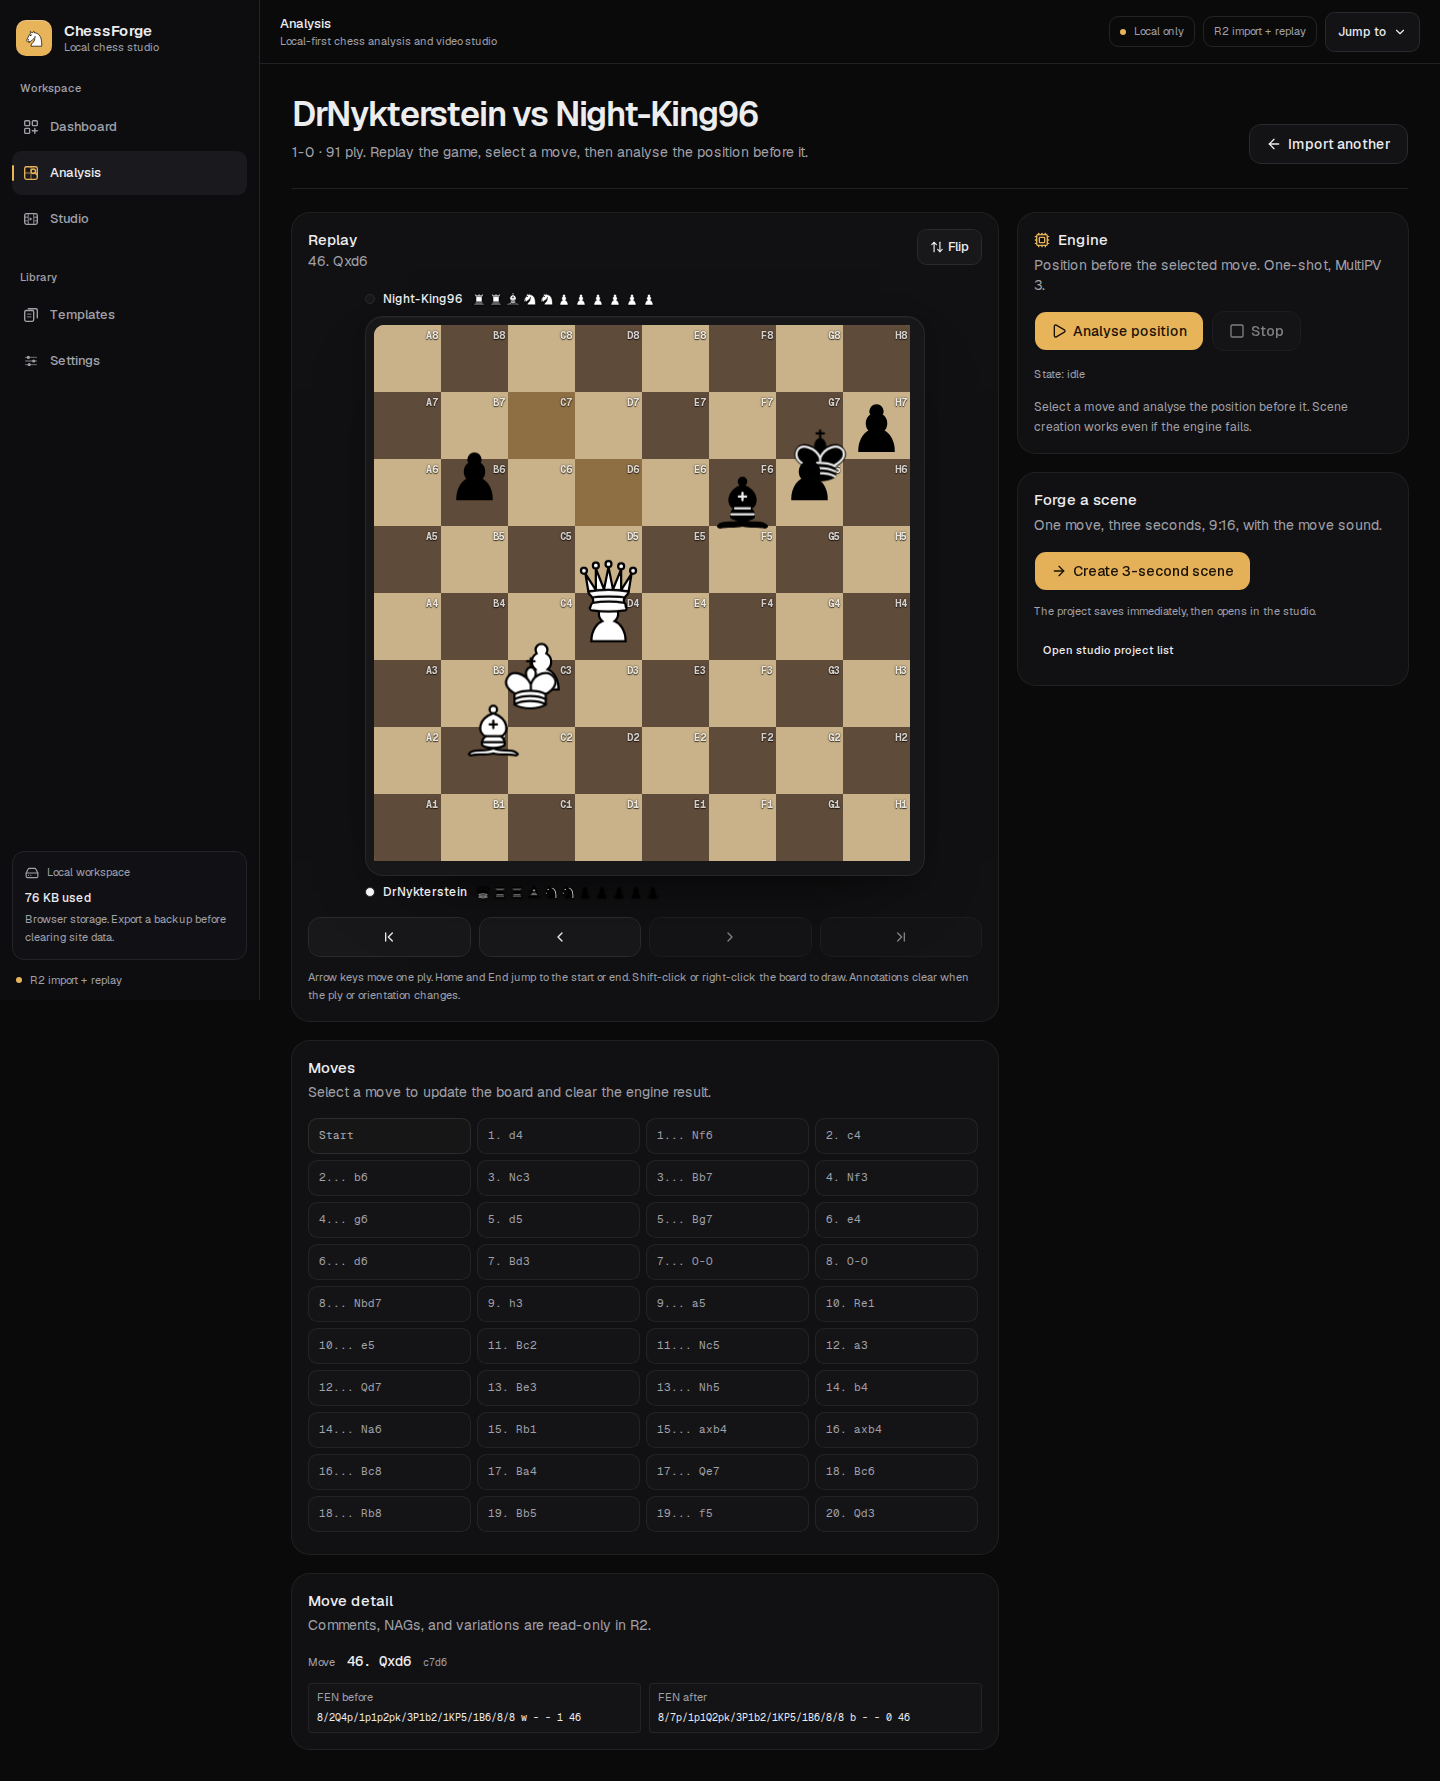 ChessForge
Local chess studio
Workspace
Dashboard
Analysis
Studio
Library
Templates
Settings
Local workspace
76 KB used
Browser storage. Export a backup before
clearing site data.
R2 import + replay
Analysis
Local-first chess analysis and video studio
Local only
R2 import + replay
Jump to
DrNykterstein vs Night-King96
1-0 · 91 ply. Replay the game, select a move, then analyse the position before it.
Import another
Replay
46. Qxd6
Flip
Night-King96
A8 B8 C8 D8 E8 F8 G8 H8
A7 B7 C7 D7 E7 F7 G7 H7
A6 B6 C6 D6 E6 F6 H6
A5 B5 C5 D5 E5 F5 G5 H5
A4 B4 C4 D4 E4 F4 G4 H4
A3 B3 C3 D3 E3 F3 G3 H3
A2 C2 D2 E2 F2 G2 H2
A1 B1 C1 D1 E1 F1 G1 H1
DrNykterstein
Arrow keys move one ply. Home and End jump to the start or end. Shift-click or right-click the board to draw. Annotations clear when
the ply or orientation changes.
Engine
Position before the selected move. One-shot, MultiPV
3.
Analyse position
Stop
State: idle
Select a move and analyse the position before it. Scene
creation works even if the engine fails.
Forge a scene
One move, three seconds, 9:16, with the move sound.
Create 3-second scene
The project saves immediately, then opens in the studio.
Open studio project list
Moves
Select a move to update the board and clear the engine result.
Start
1. d4
1... Nf6
2. c4
2... b6
3. Nc3
3... Bb7
4. Nf3
4... g6
5. d5
5... Bg7
6. e4
6... d6
7. Bd3
7... O-O
8. O-O
8... Nbd7
9. h3
9... a5
10. Re1
10... e5
11. Bc2
11... Nc5
12. a3
12... Qd7
13. Be3
13... Nh5
14. b4
14... Na6
15. Rb1
15... axb4
16. axb4
16... Bc8
17. Ba4
17... Qe7
18. Bc6
18... Rb8
19. Bb5
19... f5
20. Qd3
Move detail
Comments, NAGs, and variations are read-only in R2.
Move 46. Qxd6 c7d6
FEN before
8/2Q4p/1p1p2pk/3P1b2/1KP5/1B6/8/8 w - - 1 46
FEN after
8/7p/1p1Q2pk/3P1b2/1KP5/1B6/8/8 b - - 0 46